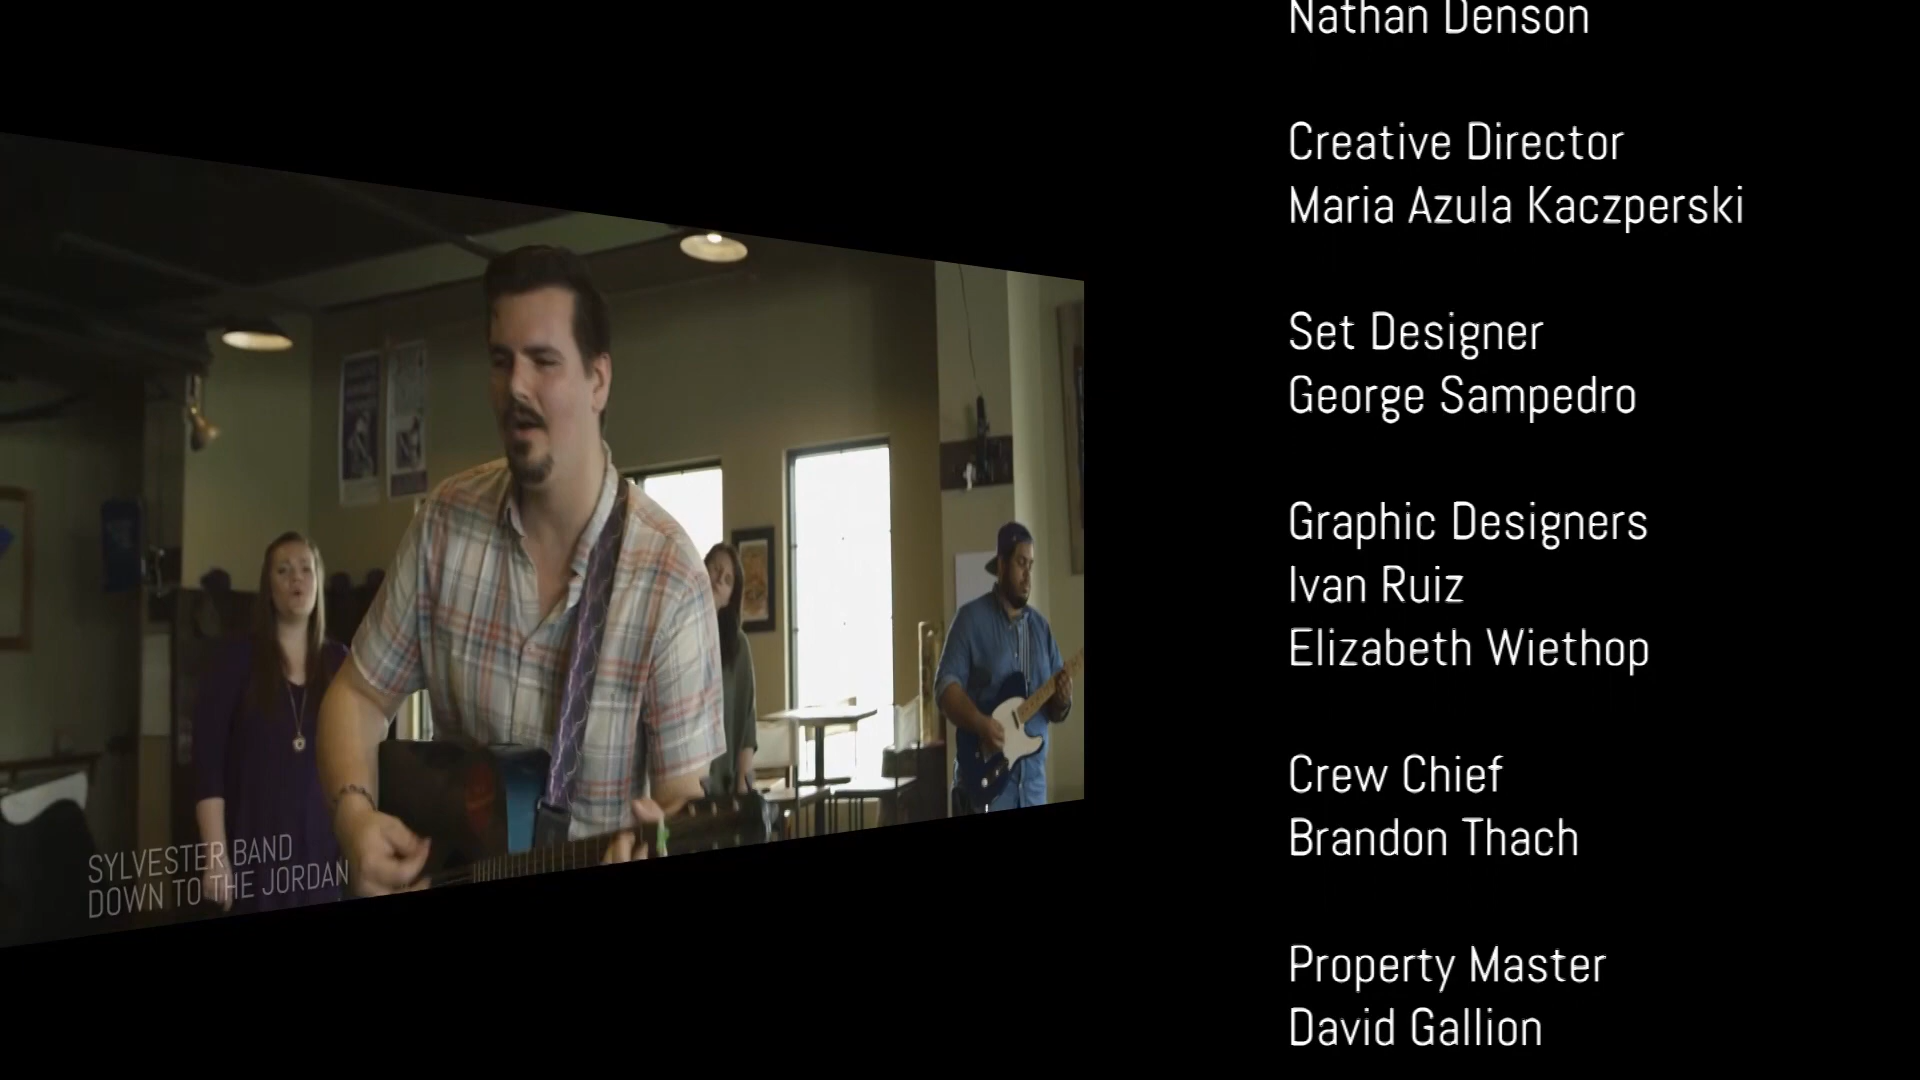 Nathan Denson
Creative Director
Maria Azula Kaczperski
Set Designer
George Sampedro
Graphic Designers
Ivan Ruiz
Elizabeth Wiethop
Crew Chief
Brandon Thach
Property Master
David Gallion
SYLVESTER BAND
DOWN TO THE JORDAN